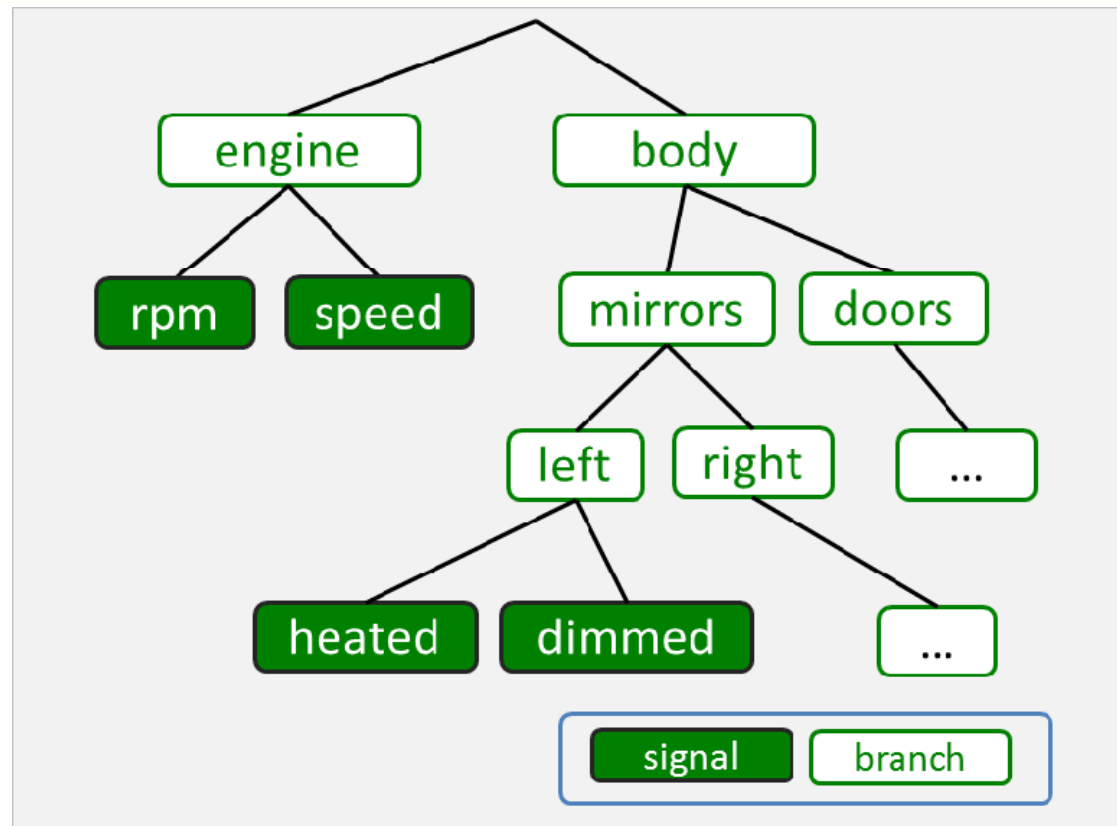 engine
body
rpm
speed
mirrors
doors
left
right
...
heated
dimmed
...
signal
branch